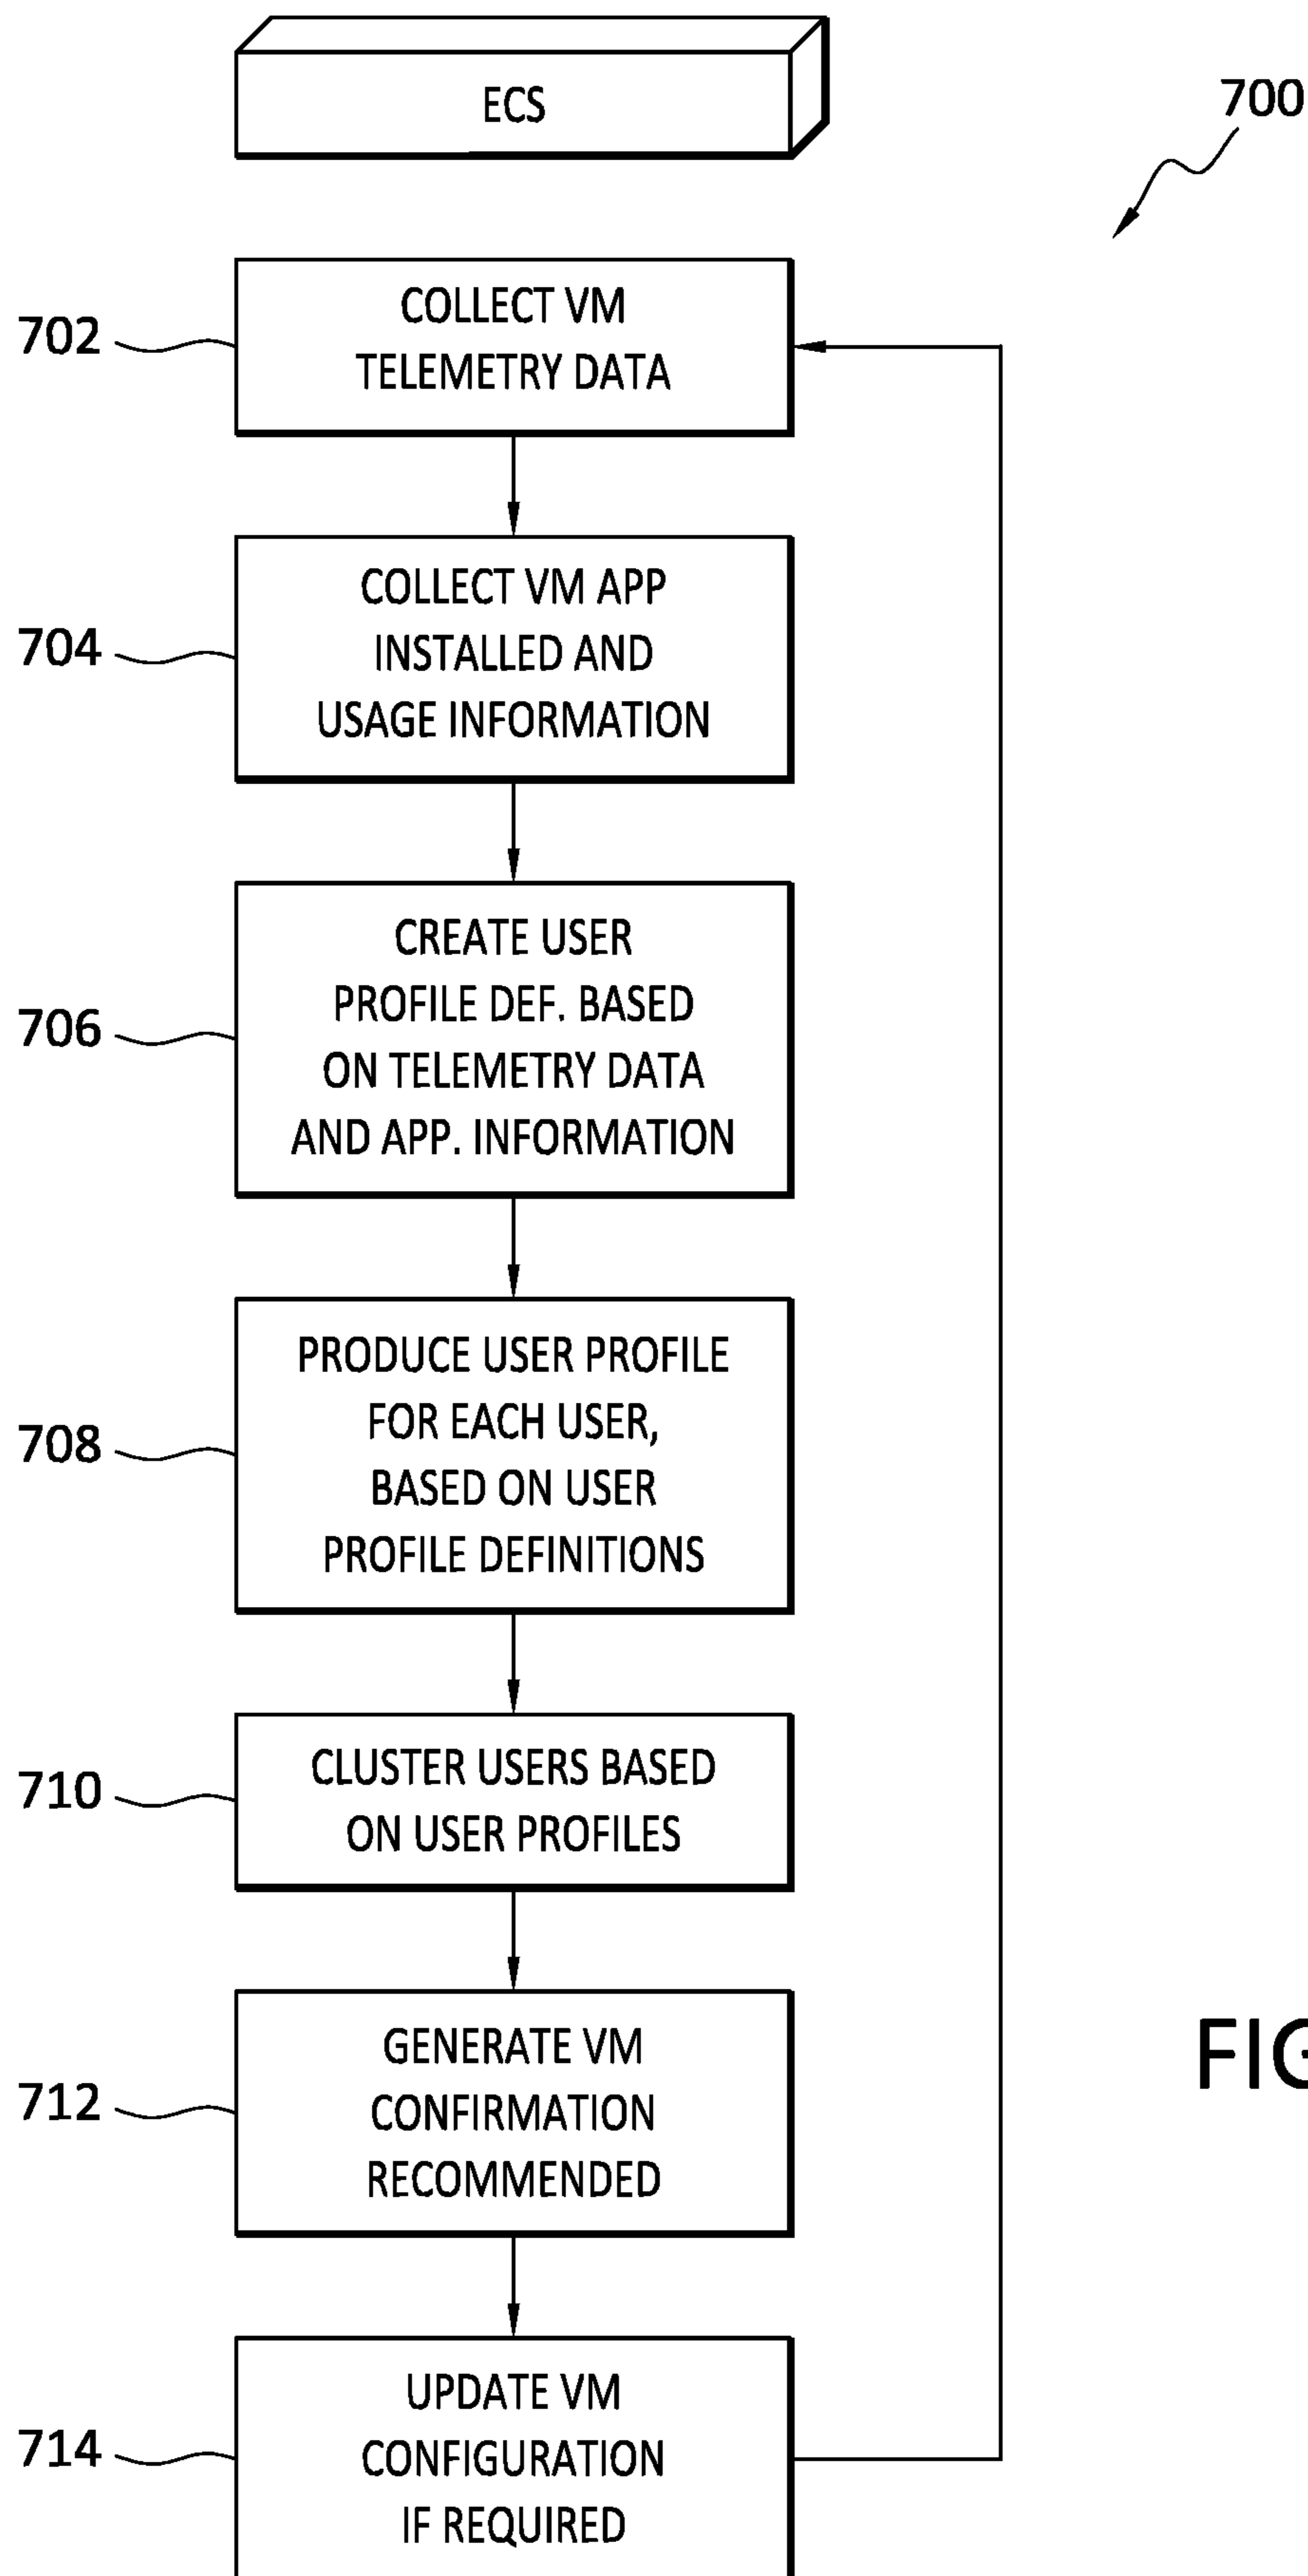 ECS
700
702
COLLECT VM
TELEMETRY DATA
704
COLLECT VM APP
INSTALLED AND
USAGE INFORMATION
706
CREATE USER
PROFILE DEF. BASED
ON TELEMETRY DATA
AND APP. INFORMATION
708
PRODUCE USER PROFILE
FOR EACH USER,
BASED ON USER
PROFILE DEFINITIONS
710
CLUSTER USERS BASED
ON USER PROFILES
712
GENERATE VM
CONFIRMATION
RECOMMENDED
FIG
714
UPDATE VM
CONFIGURATION
IF REQUIRED